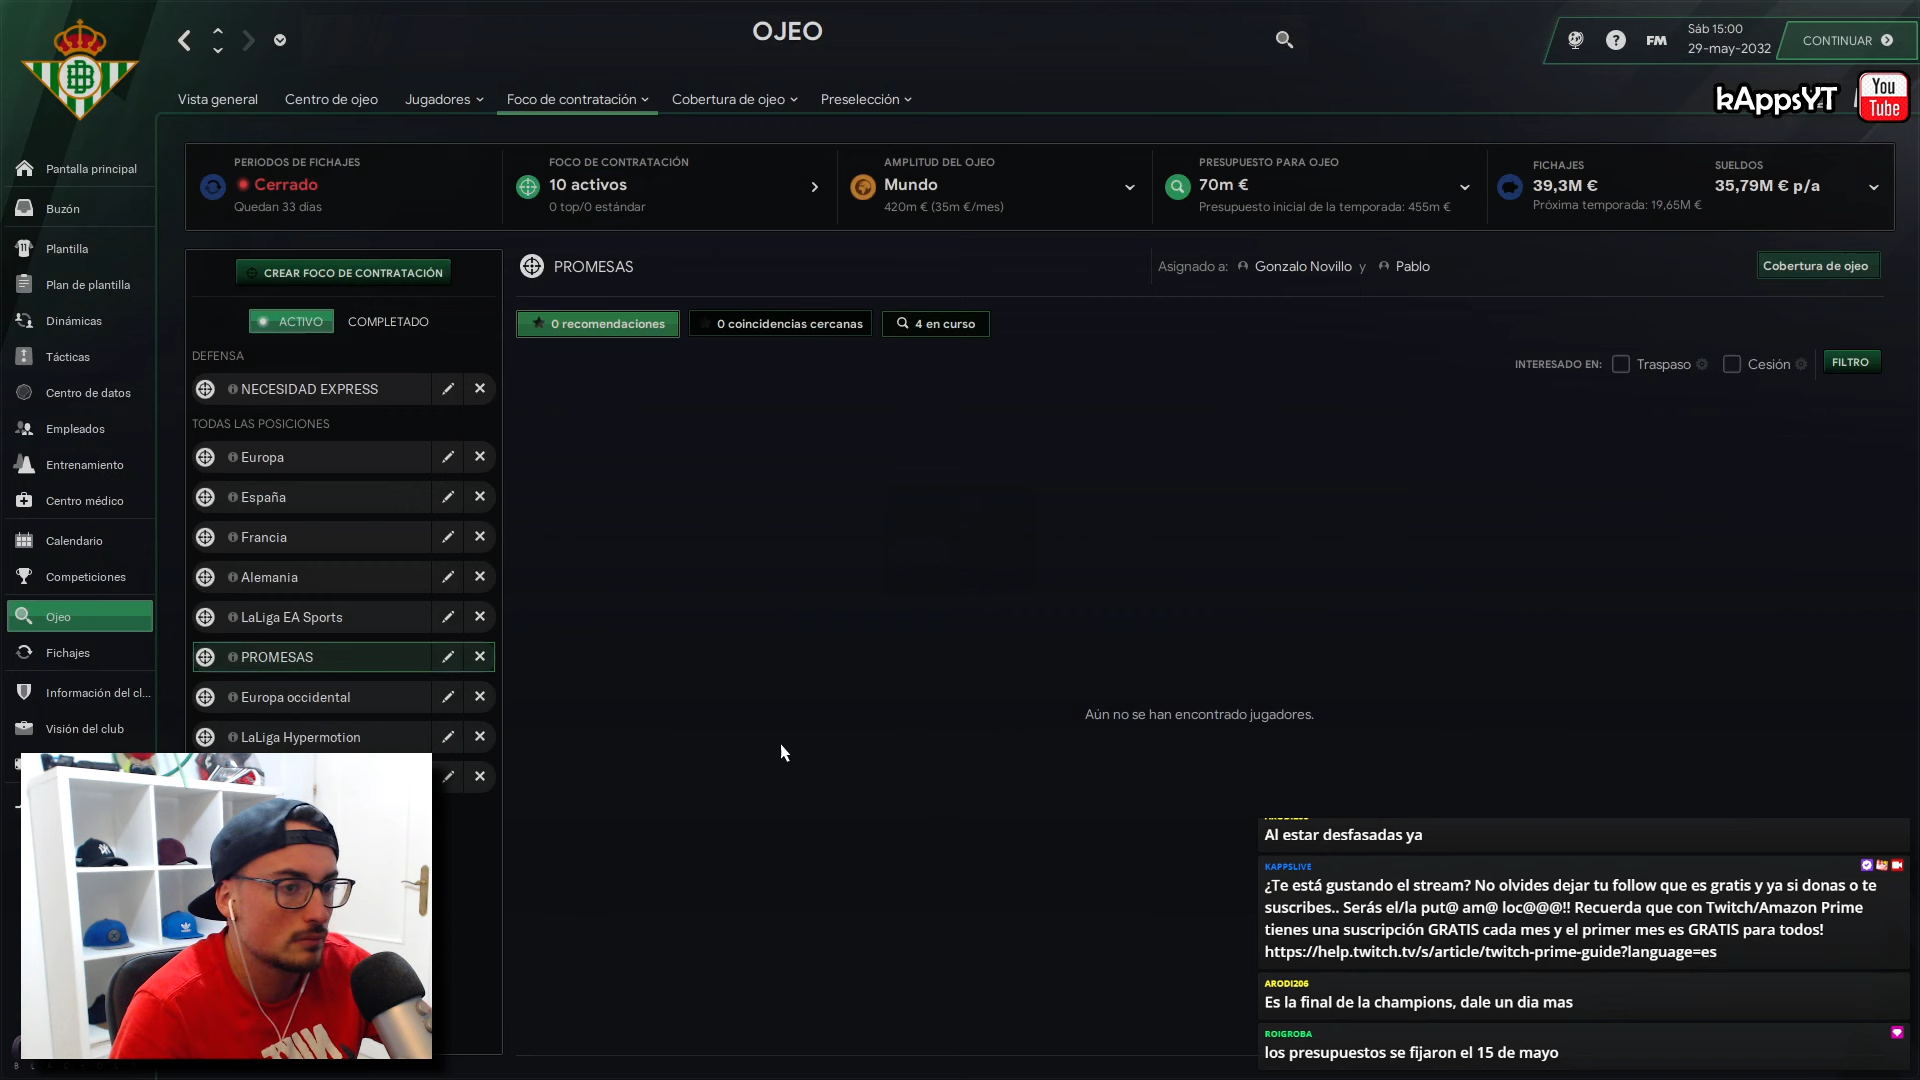 OJEO
FM
Sáb 15:00
29-may-2032
CONTINUAR
Vista general
Centro de ojeo
Jugadores
Foco de contratación
Cobertura de ojeo
Preselección
kAppsYT
You
Tube
PERIODOS DE FICHAJES
Cerrado
Quedan 33 días
FOCO DE CONTRATACIÓN
10 activos
0 top/0 estándar
AMPLITUD DEL OJEO
Mundo
420m € (35m €/mes)
PRESUPUESTO PARA OJEO
70m €
Presupuesto inicial de la temporada: 455m €
FICHAJES
39,3M €
Próxima temporada: 19,65M €
SUELDOS
35,79M € p/a
Pantalla principal
Buzón
Plantilla
Plan de plantilla
Dinámicas
Tácticas
Centro de datos
Empleados
Entrenamiento
Centro médico
Calendario
Competiciones
Ojeo
Fichajes
Información del cl...
Visión del club
CREAR FOCO DE CONTRATACIÓN
ACTIVO
COMPLETADO
DEFENSA
NECESIDAD EXPRESS
TODAS LAS POSICIONES
Europa
España
Francia
Alemania
LaLiga EA Sports
PROMESAS
Europa occidental
LaLiga Hypermotion
PROMESAS
Asignado a: Gonzalo Novillo y Pablo
Cobertura de ojeo
0 recomendaciones
0 coincidencias cercanas
4 en curso
INTERESADO EN:
Traspaso
Cesión
FILTRO
Aún no se han encontrado jugadores.
Al estar desfasadas ya
KAPPSLIVE
¿Te está gustando el stream? No olvides dejar tu follow que es gratis y ya si donas o te
suscribes.. Serás el/la put@ am@ loc@@@!! Recuerda que con Twitch/Amazon Prime
tienes una suscripción GRATIS cada mes y el primer mes es GRATIS para todos!
https://help.twitch.tv/s/article/twitch-prime-guide?language=es
ARODI206
Es la final de la champions, dale un dia mas
ROIGROBA
los presupuestos se fijaron el 15 de mayo